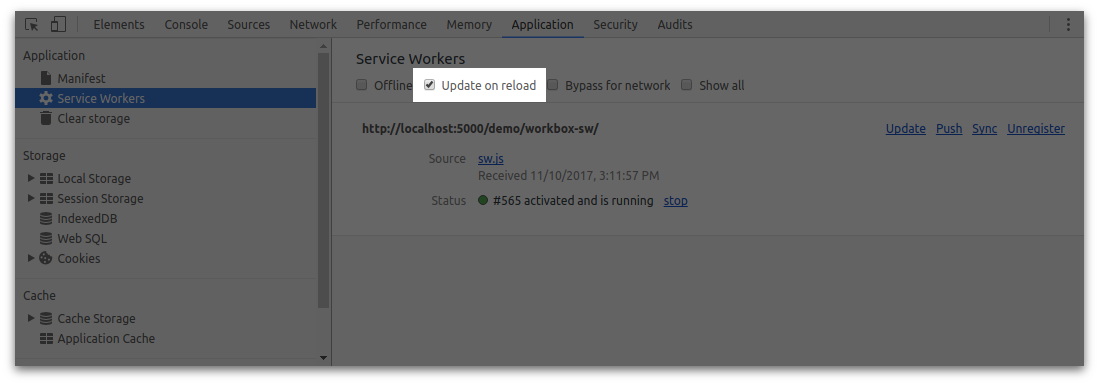 Elements Console Sources Network Performance Memory Application Security Audits
Application
Manifest
Service Workers
Clear storage
Storage
Local Storage
Session Storage
IndexedDB
Web SQL
Cookies
Cache
Cache Storage
Application Cache
Service Workers
Offline Update on reload Bypass for network Show all
http://localhost:5000/demo/workbox-sw/ Update Push Sync Unregister
Source sw.js
Received 11/10/2017, 3:11:57 PM
Status #565 activated and is running stop